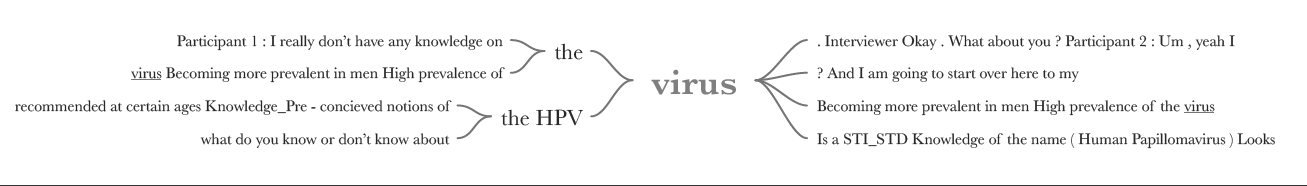 Participant 1 : I really don't have any knowledge on
virus Becoming more prevalent in men High prevalence of
the
recommended at certain ages Knowledge_Pre - concieved notions of
what do you know or don't know about
the HPV
virus
. Interviewer Okay . What about you ? Participant 2 : Um , yeah I
? And I am going to start over here to my
Becoming more prevalent in men High prevalence of the virus
Is a STI_STD Knowledge of the name ( Human Papillomavirus ) Looks